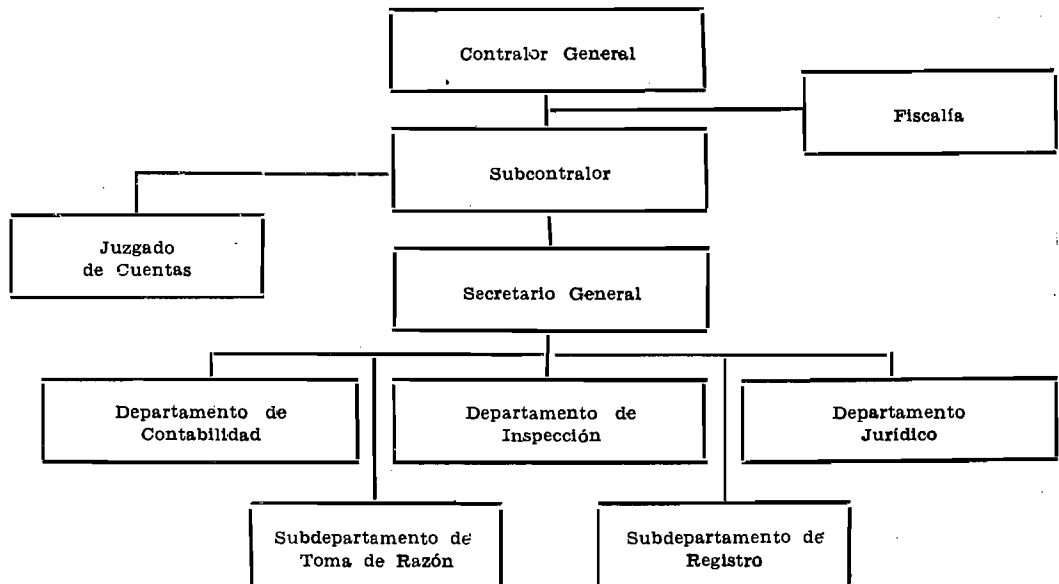 Contralor General
Fiscalía
Subcontralor
Juzgado
de Cuentas
Secretario General
Departamento de
Contabilidad
Departamento de
Inspección
Departamento
Jurídico
Subdepartamento de
Toma de Razón
Subdepartamento de
Registro